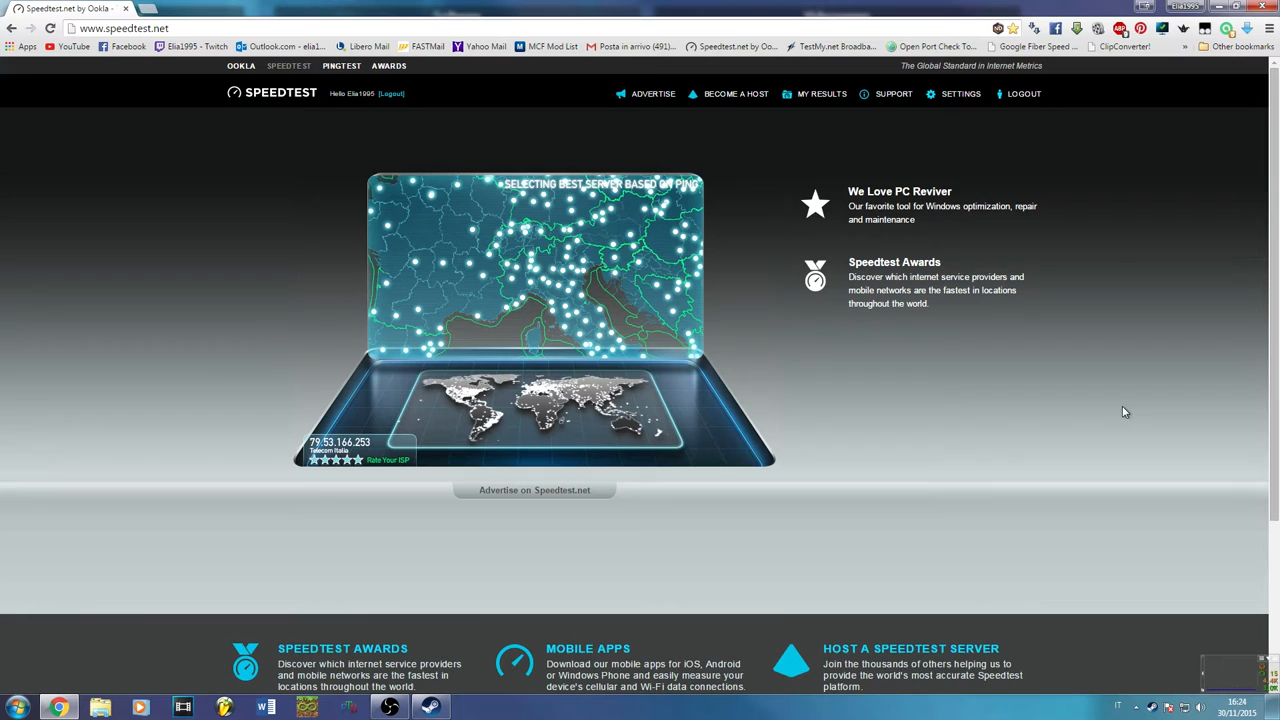 Speedtest.net by Ookla -
Elia1995
www.speedtest.net
Apps YouTube Facebook Elia1995 - Twitch Outlook.com - elia1... Libero Mail FASTMail Yahoo Mail MCF Mod List Posta in arrivo (491)... Speedtest.net by Oo... TestMy.net Broadba... Open Port Check To... Google Fiber Speed ... ClipConverter! » Other bookmarks
OOKLA SPEEDTEST PINGTEST AWARDS
The Global Standard in Internet Metrics
SPEEDTEST Hello Elia1995 [Logout]
ADVERTISE BECOME A HOST MY RESULTS SUPPORT SETTINGS LOGOUT
SELECTING BEST SERVER BASED ON PING
We Love PC Reviver
Our favorite tool for Windows optimization, repair
and maintenance
Speedtest Awards
Discover which internet service providers and
mobile networks are the fastest in locations
throughout the world.
79.53.166.253
Telecom Italia
Rate Your ISP
Advertise on Speedtest.net
SPEEDTEST AWARDS
Discover which internet service providers
and mobile networks are the fastest in
locations throughout the world.
MOBILE APPS
Download our mobile apps for iOS, Android
or Windows Phone and easily measure your
device's cellular and Wi-Fi data connections.
HOST A SPEEDTEST SERVER
Join the thousands of others helping us to
provide the world's most accurate Speedtest
platform.
IT
16:24
30/11/2015